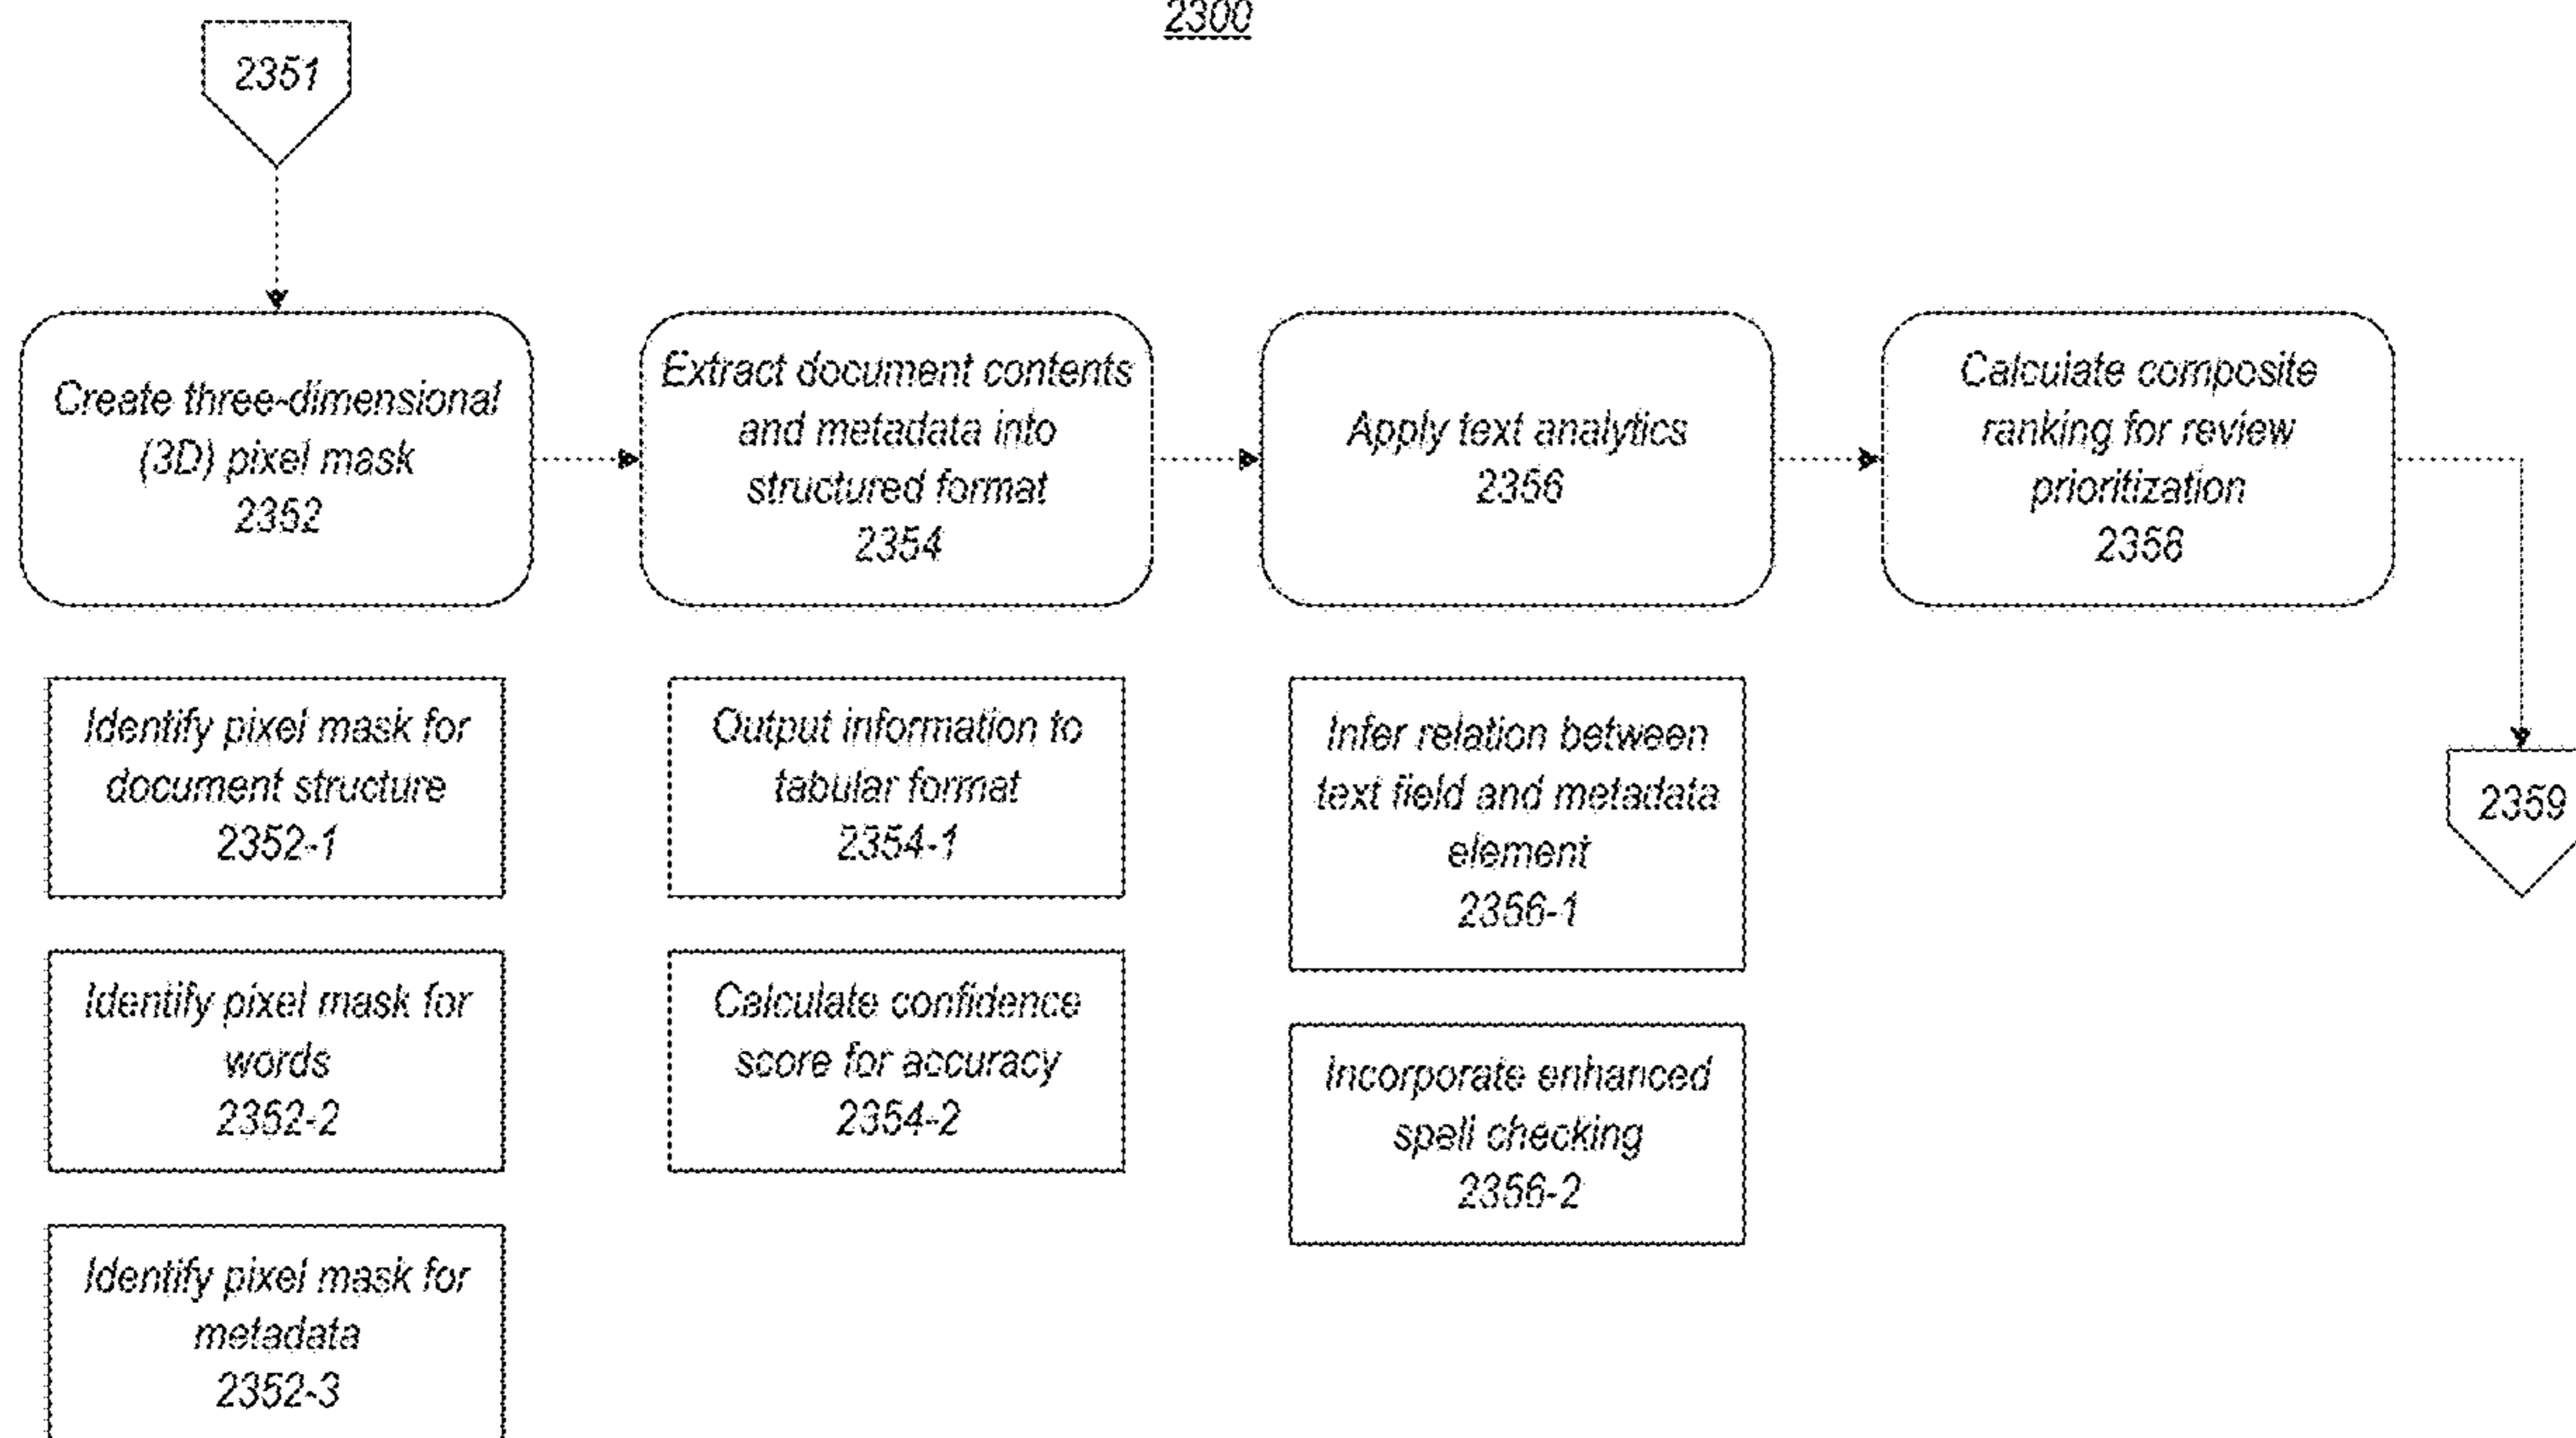 2300
2351
Create three-dimensional
(3D) pixel mask
2352
Extract document contents
and metadata into
structured format
2354
Apply text analytics
2356
Calculate composite
ranking for review
prioritization
2358
Identify pixel mask for
document structure
2352-1
Identify pixel mask for
words
2352-2
Identify pixel mask for
metadata
2352-3
Output information to
tabular format
2354-1
Calculate confidence
score for accuracy
2354-2
Infer relation between
text field and metadata
element
2356-1
Incorporate enhanced
spell checking
2356-2
2359